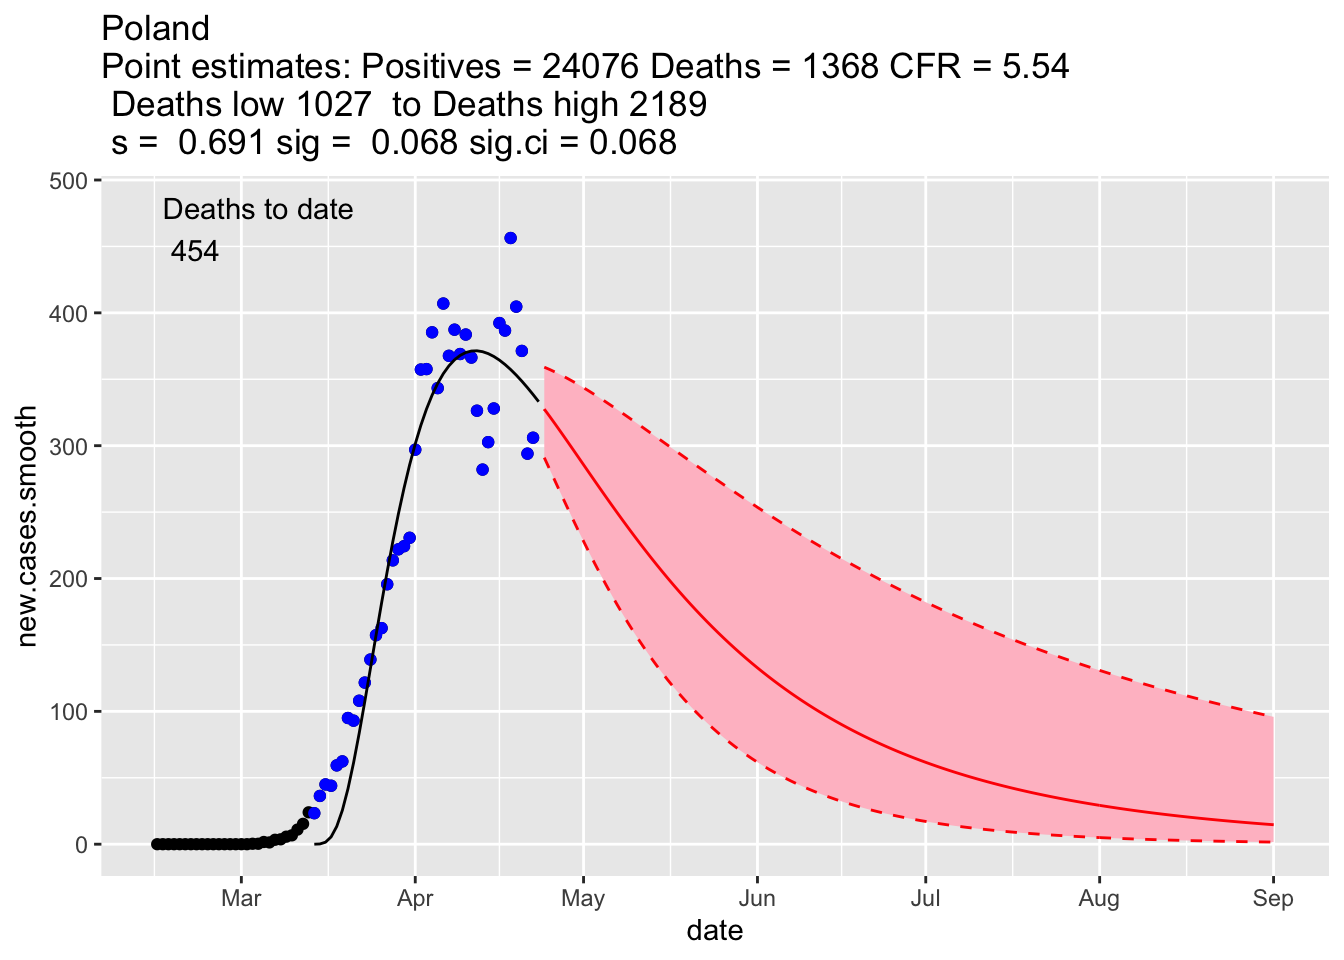 Poland
Point estimates: Positives = 24076 Deaths = 1368 CFR = 5.54
Deaths low 1027  to Deaths high 2189
s =  0.691 sig =  0.068 sig.ci = 0.068
500
Deaths to date
454
400
300
200
100
0
new.cases.smooth
Mar
Apr
May
Jun
Jul
Aug
Sep
date